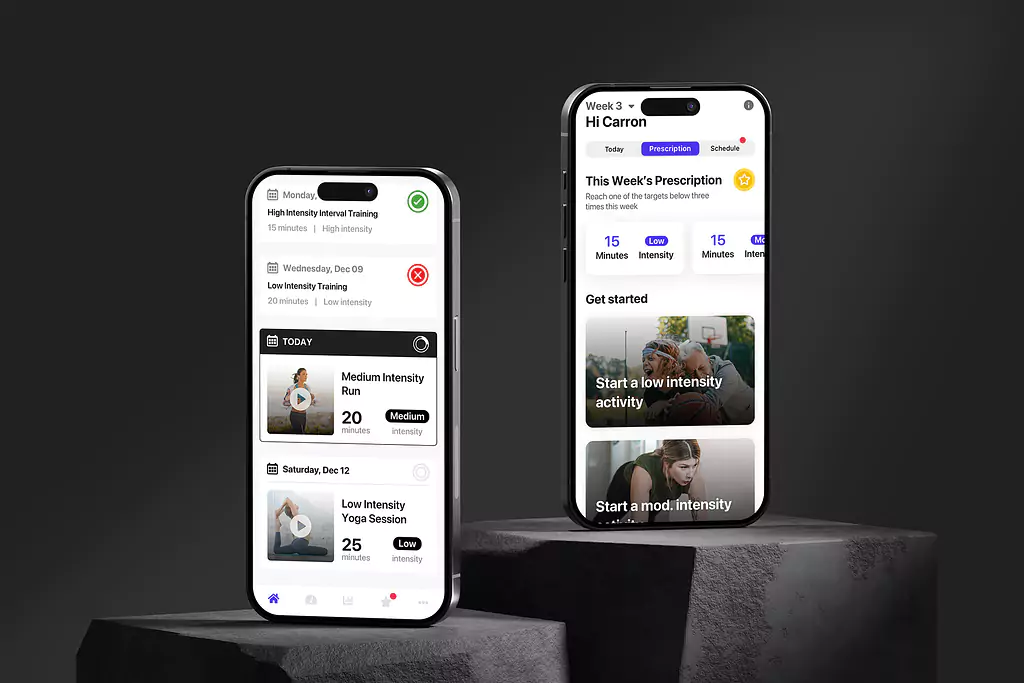 Monday,
High Intensity Interval Training
15 minutes | High intensity
Wednesday, Dec 09
Low Intensity Training
20 minutes | Low intensity
TODAY
Medium Intensity
Run
20 Medium
minutes intensity
Saturday, Dec 12
Low Intensity
Yoga Session
25 Low
minutes intensity
Week 3
Hi Carron
Today Prescription Schedule
This Week's Prescription
Reach one of the targets below three
times this week
15 Low 15 Mo
Minutes Intensity Minutes Inten
Get started
Start a low intensity
activity
Start a mod. intensity
activity